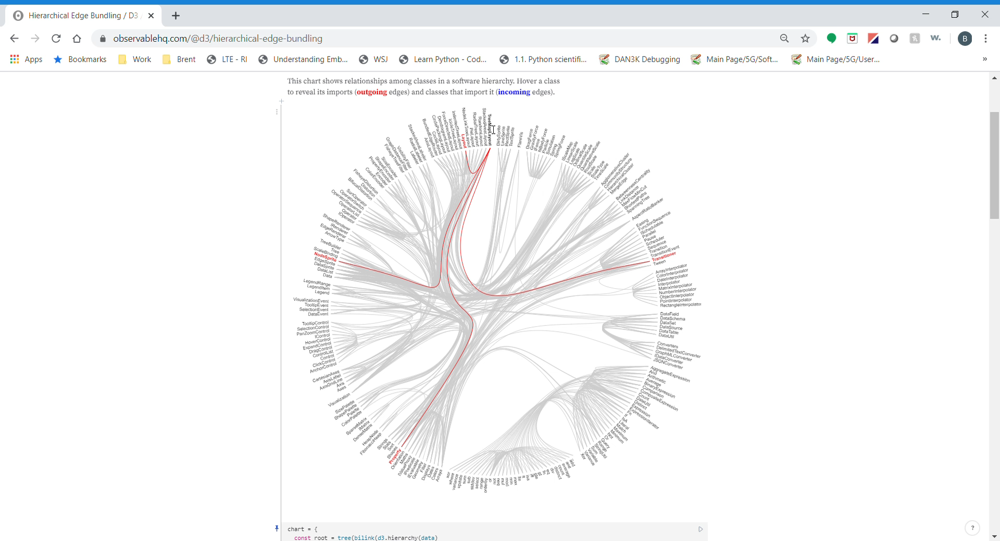 Hierarchical Edge Bundling / D3
observablehq.com/@d3/hierarchical-edge-bundling
B
Apps
Bookmarks
Work
Brent
LTE - RI
Understanding Emb...
WSJ
Learn Python - Cod...
1.1. Python scientifi...
DAN3K Debugging
Main Page/5G/Soft...
Main Page/5G/User...
»
This chart shows relationships among classes in a software hierarchy. Hover a class
to reveal its imports (outgoing edges) and classes that import it (incoming edges).
TreeMapLayout
StackedAreaLayout
RandomLayout
RadialTreeLayout
PieLayout
NodeLinkTreeLayout
Layout
IndentedTreeLayout
IcicleTreeLayout
ForceDirectedLayout
DendrogramLayout
CirclePackingLayout
CircleLayout
BundledEdgeRouter
AxisLayout
StackedAreaLabeler
RadialLabeler
Labeler
VisibilityFilter
GraphDistanceFilter
FisheyeTreeFilter
SizeEncoder
ShapeEncoder
PropertyEncoder
Encoder
ColorEncoder
FisheyeDistortion
Distortion
BifocalDistortion
SortOperator
OperatorSwitch
OperatorSequence
OperatorList
Operator
IOperator
ShapeRenderer
IRenderer
EdgeRenderer
ArrowType
TreeBuilder
Tree
ScaleBinding
NodeSprite
EdgeSprite
DataSprite
DataList
Data
LegendRange
LegendItem
Legend
VisualizationEvent
TooltipEvent
SelectionEvent
DataEvent
TooltipControl
SelectionControl
PanZoomControl
IControl
HoverControl
ExpandControl
DragControl
ControlList
Control
ClickControl
AnchorControl
CartesianAxes
AxisLabel
AxisGridLine
Axis
Axes
Visualization
SizePalette
ShapePalette
Palette
ColorPalette
SparseMatrix
IMatrix
DenseMatrix
HeapNode
FibonacciHeap
Strings
Stats
Sort
Shapes
Property
Orientation
Maths
IValueProxy
IPredicate
IEvaluable
Geometry
Filter
Displays
Dates
Colors
Arrays
xor
where
variance
update
sum
sub
stddev
select
range
orderby
or
not
neq
mul
mod
min
max
lte
lt
isa
iff
gte
gt
fn
eq
div
distinct
count
average
and
add
DirtySprite
LineSprite
RectSprite
TextSprite
FlareVis
DragForce
GravityForce
IForce
NBodyForce
Particle
Simulation
Spring
SpringForce
IScaleMap
LinearScale
LogScale
OrdinalScale
QuantileScale
QuantitativeScale
RootScale
Scale
ScaleType
TimeScale
AgglomerativeCluster
CommunityStructure
HierarchicalCluster
MergeEdge
BetweennessCentrality
LinkDistance
MaxFlowMinCut
ShortestPaths
SpanningTree
AspectRatioBanker
Easing
FunctionSequence
ISchedulable
Parallel
Pause
Scheduler
Sequence
Transition
TransitionEvent
Transitioner
Tween
ArrayInterpolator
ColorInterpolator
DateInterpolator
Interpolator
MatrixInterpolator
NumberInterpolator
ObjectInterpolator
PointInterpolator
RectangleInterpolator
DataField
DataSchema
DataSet
DataSource
DataTable
DataUtil
Converters
DelimitedTextConverter
GraphMLConverter
IDataConverter
JSONConverter
AggregateExpression
And
Arithmetic
Average
BinaryExpression
Comparison
CompositeExpression
Count
DateUtil
Distinct
Expression
ExpressionIterator
Fn
If
IsA
Literal
Match
Maximum
Minimum
Not
Or
Query
Range
StringUtil
Sum
Variable
Variance
Xor
chart = {
const root = tree(bilink(d3.hierarchy(data)
?